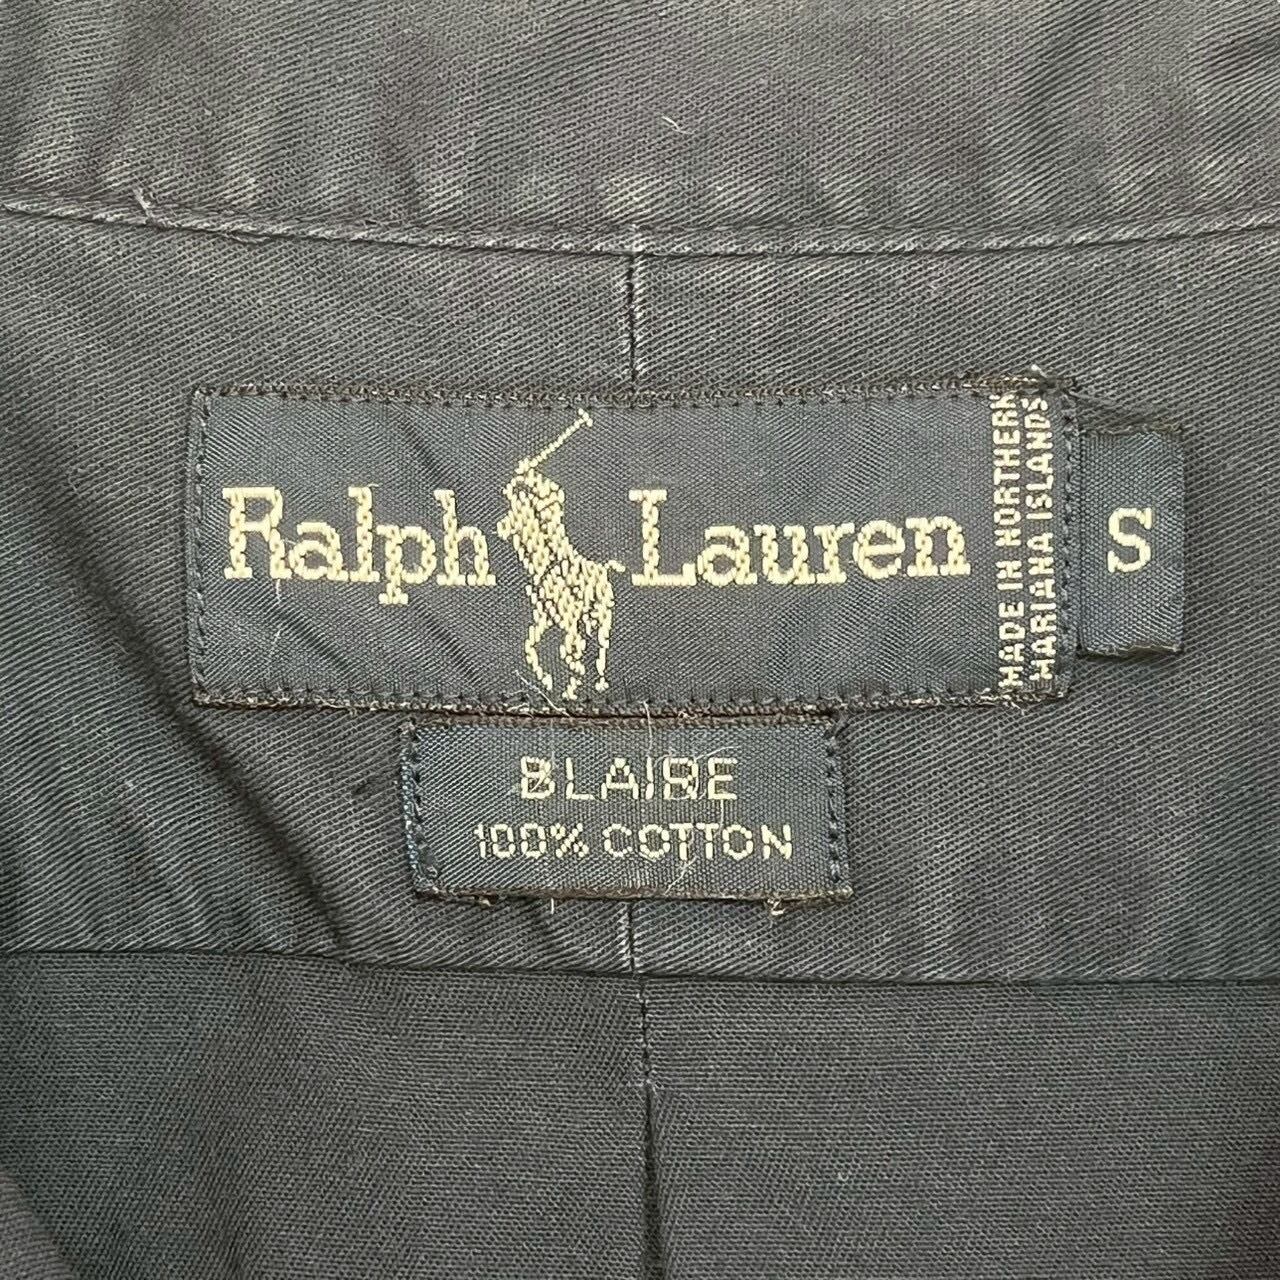 Ralph Lauren
MADE IN NORTHERN
MARIANA ISLANDS
S
BLAIRE
100% COTTON